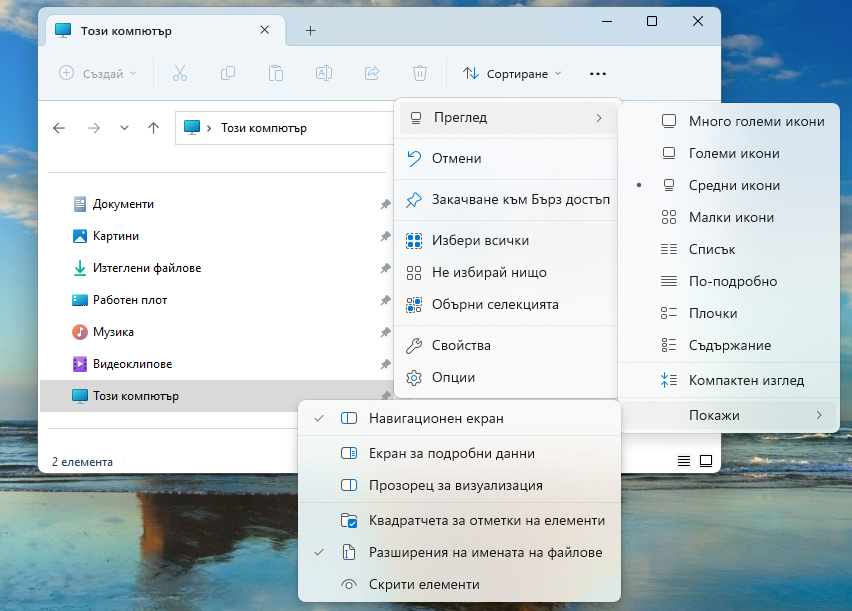 Този компютър
Създай
Сортиране
Този компютър
Документи
Картини
Изтеглени файлове
Работен плот
Музика
Видеоклипове
Този компютър
2 елемента
Преглед
Отмени
Закачване към Бърз достъп
Избери всички
Не избирай нищо
Обърни селекцията
Свойства
Опции
Много големи икони
Големи икони
Средни икони
Малки икони
Списък
По-подробно
Плочки
Съдържание
Компактен изглед
Покажи
Навигационен екран
Екран за подробни данни
Прозорец за визуализация
Квадратчета за отметки на елементи
Разширения на имената на файлове
Скрити елементи